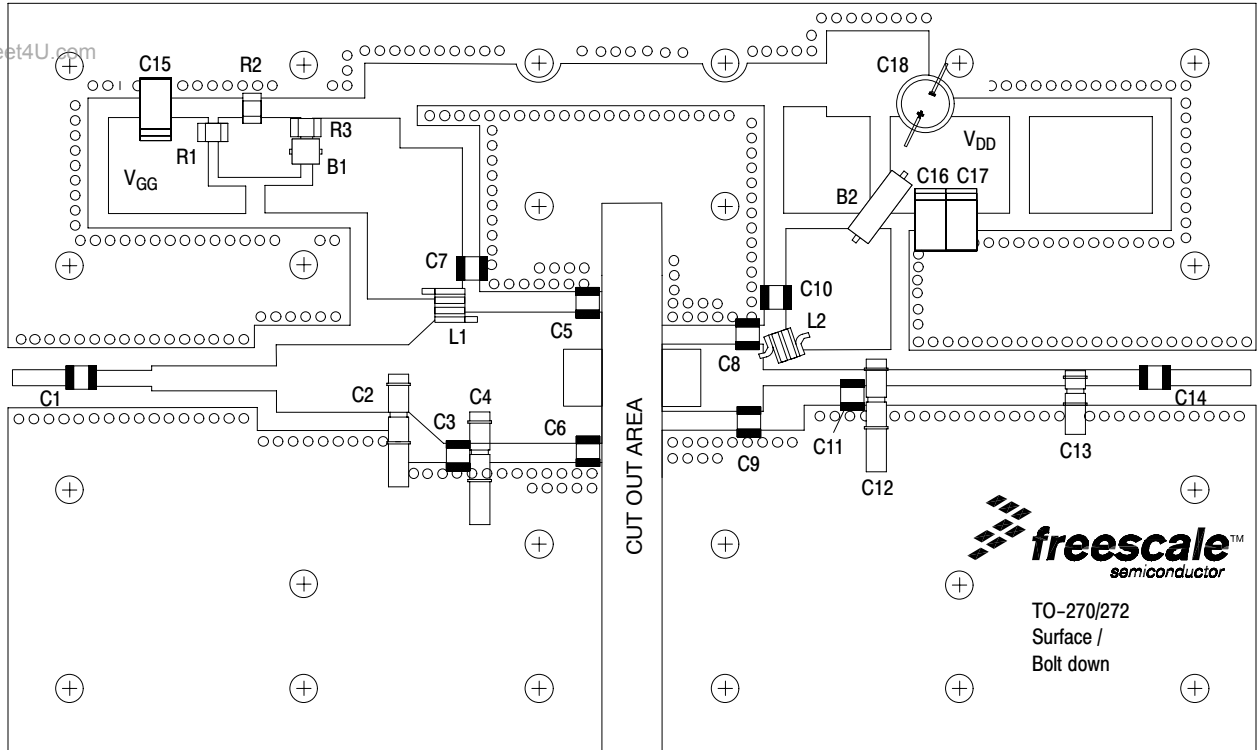 eet4U.com
C15
R2
C18
R1
R3
B1
V_DD
V_GG
B2
C16 C17
C7
C10
L2
L1
C5
C8
C1
C2
C4
C3
C6
C11
C9
C12
C13
C14
CUT OUT AREA
freescale™
semiconductor
TO-270/272
Surface /
Bolt down